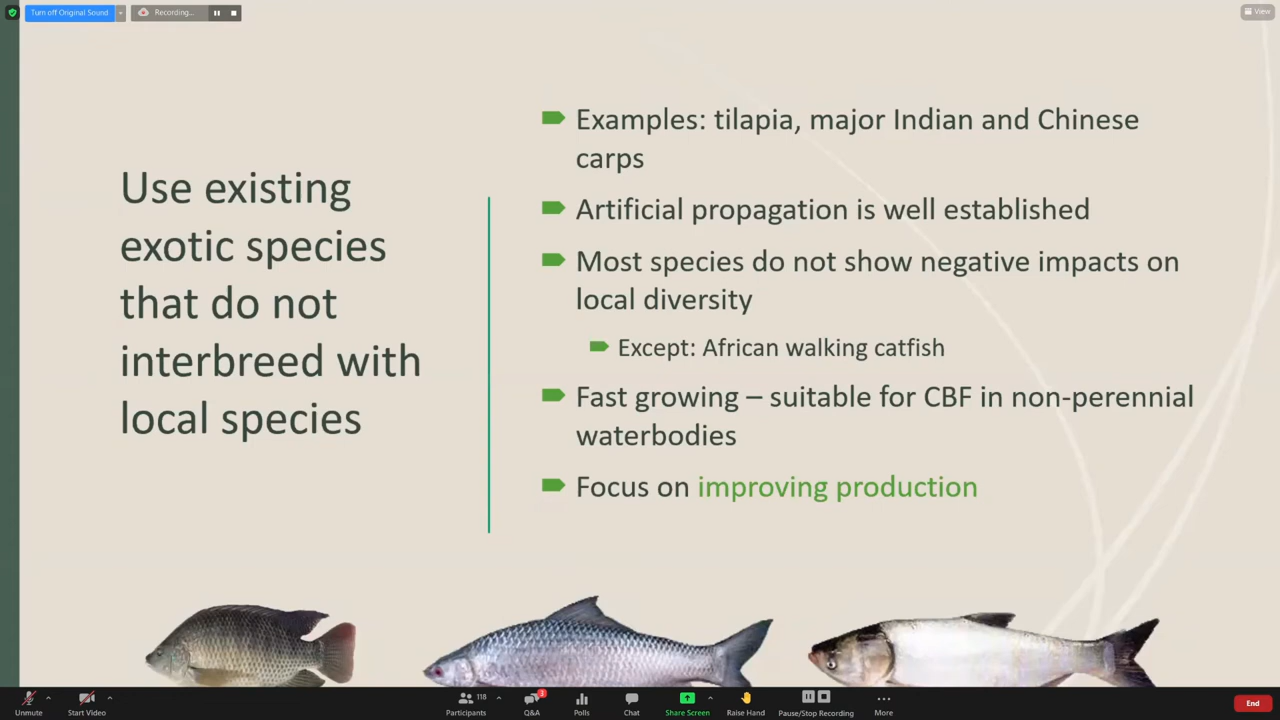 Turn off Original Sound
Recording...
View
Use existing
exotic species
that do not
interbreed with
local species
Examples: tilapia, major Indian and Chinese
carps
Artificial propagation is well established
Most species do not show negative impacts on
local diversity
Except: African walking catfish
Fast growing – suitable for CBF in non-perennial
waterbodies
Focus on improving production
Unmute
Start Video
118
Participants
3
Q&A
Polls
Chat
Share Screen
Raise Hand
Pause/Stop Recording
More
End